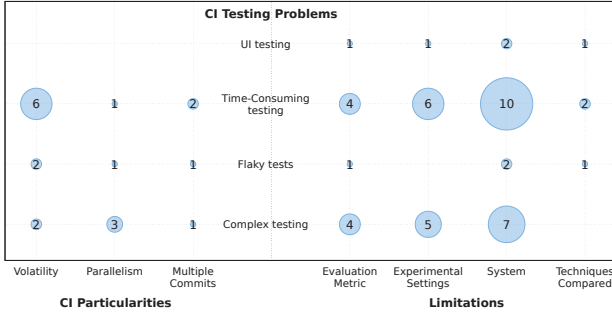 CI Testing Problems
UI testing
1 1 2 1
Time-Consuming
testing
6 1 2 4 6 10 2
Flaky tests
2 1 1 1 2 1
Complex testing
2 3 1 4 5 7
Volatility Parallelism Multiple
Commits
Evaluation
Metric
Experimental
Settings
System
Techniques
Compared
CI Particularities
Limitations